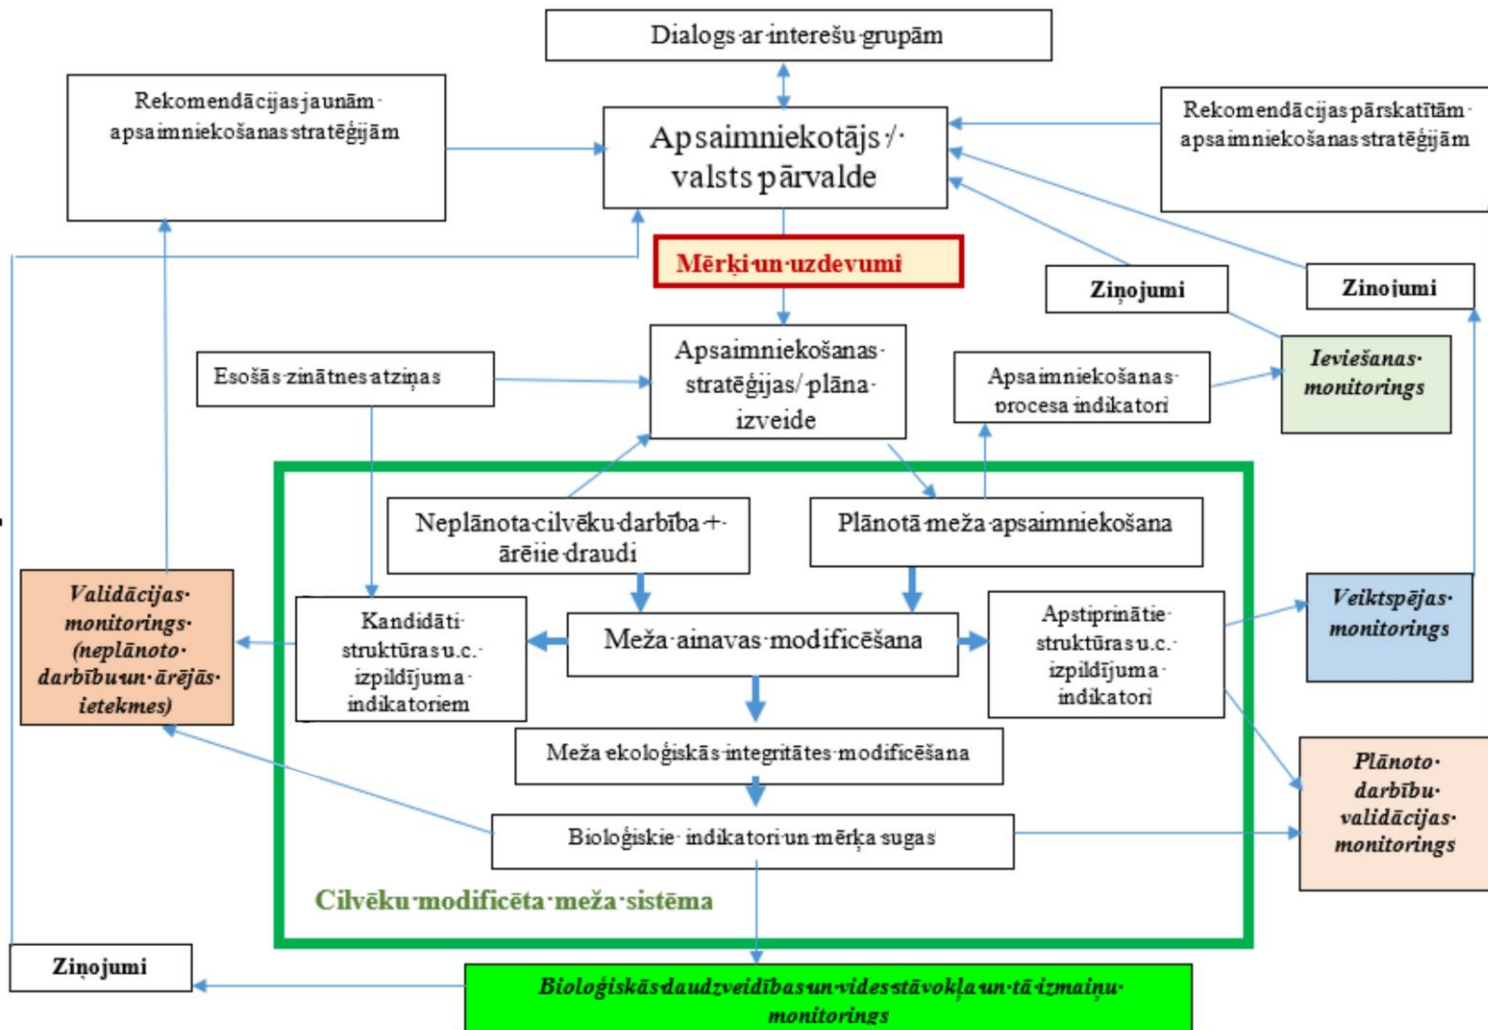 Dialogs·ar·interešu·grupām
Rekomendācijas·jaunām·
apsaimniekošanas·stratēģijām
Apsaimniekotājs·/·
valsts·pārvalde
Rekomendācijas·pārskatītām·
apsaimniekošanas·stratēģijām
Mērķi·un·uzdevumi
Ziņojumi
Zinojumi
Esošās·zinātnes·atziņas
Apsaimniekošanas·
stratēģijas/·plāna·
izveide
Apsaimniekošanas·
procesa·indikatori
Ieviešanas·
monitorings
Neplānota·cilvēku·darbība·+·
ārējie·draudi
Plānotā·meža·apsaimniekošana
Validācijas·
monitorings·
(neplānoto·
darbību·un·ārējās·
ietekmes)
Kandidāti·
struktūras·u.c.·
izpildījuma·
indikatoriem
Meža·ainavas·modificēšana
Apstiprinātie·
struktūras·u.c.·
izpildījuma·
indikatori
Veiktspējas·
monitorings
Meža·ekoloģiskās·integritātes·modificēšana
Plānoto·
darbību·
validācijas·
monitorings
Bioloģiskie·indikatori·un·mērķa·sugas
Cilvēku·modificēta·meža·sistēma
Ziņojumi
Bioloģiskās·daudzveidības·un·vides·stāvokļa·un·tā·izmaiņu·
monitorings